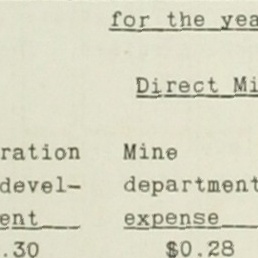 for the yea
Direct Mi
ration Mine
devel- department
ent expense
.30 $0.28